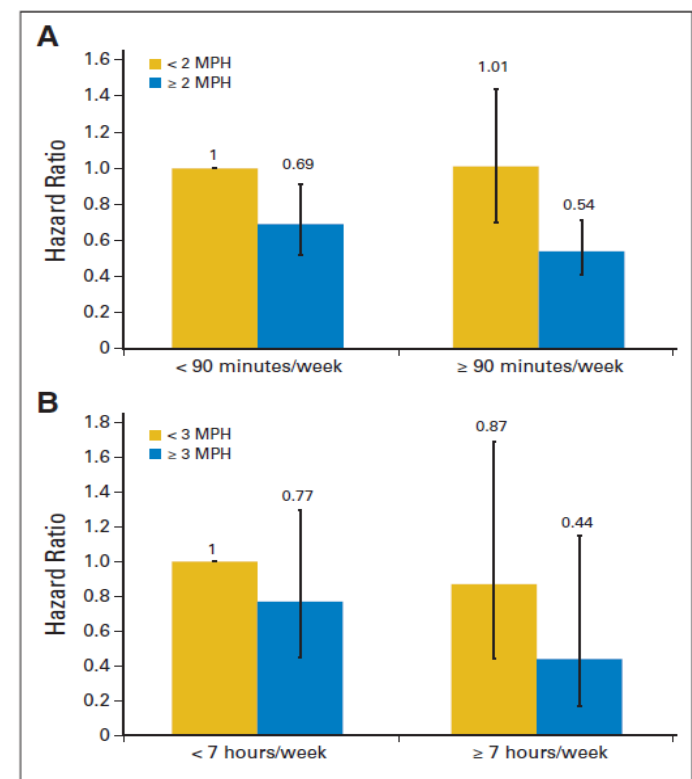 A
Hazard Ratio
1.6
1.4
1.2
1.0
0.8
0.6
0.4
0.2
0
< 2 MPH
≥ 2 MPH
1
0.69
1.01
0.54
< 90 minutes/week
≥ 90 minutes/week
B
Hazard Ratio
1.8
1.6
1.4
1.2
1.0
0.8
0.6
0.4
0.2
0
< 3 MPH
≥ 3 MPH
1
0.77
0.87
0.44
< 7 hours/week
≥ 7 hours/week